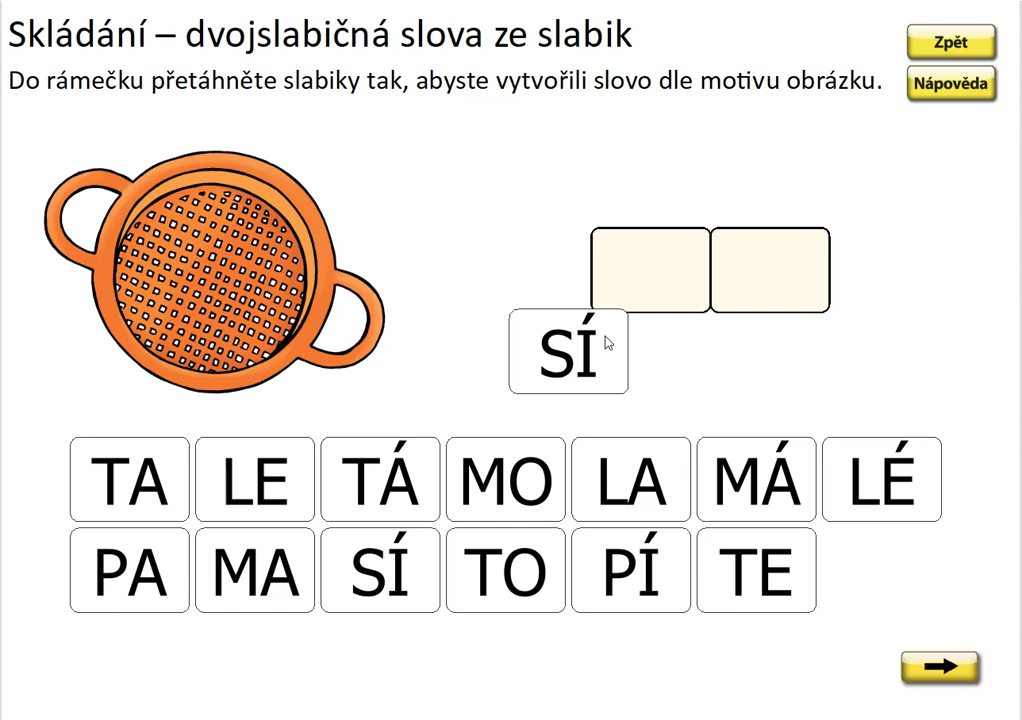 Skládání – dvojslabičná slova ze slabik
Zpět
Do rámečku přetáhněte slabiky tak, abyste vytvořili slovo dle motivu obrázku.
Nápověda
SÍ
TA LE TÁ MO LA MÁ LÉ
PA MA SÍ TO PÍ TE